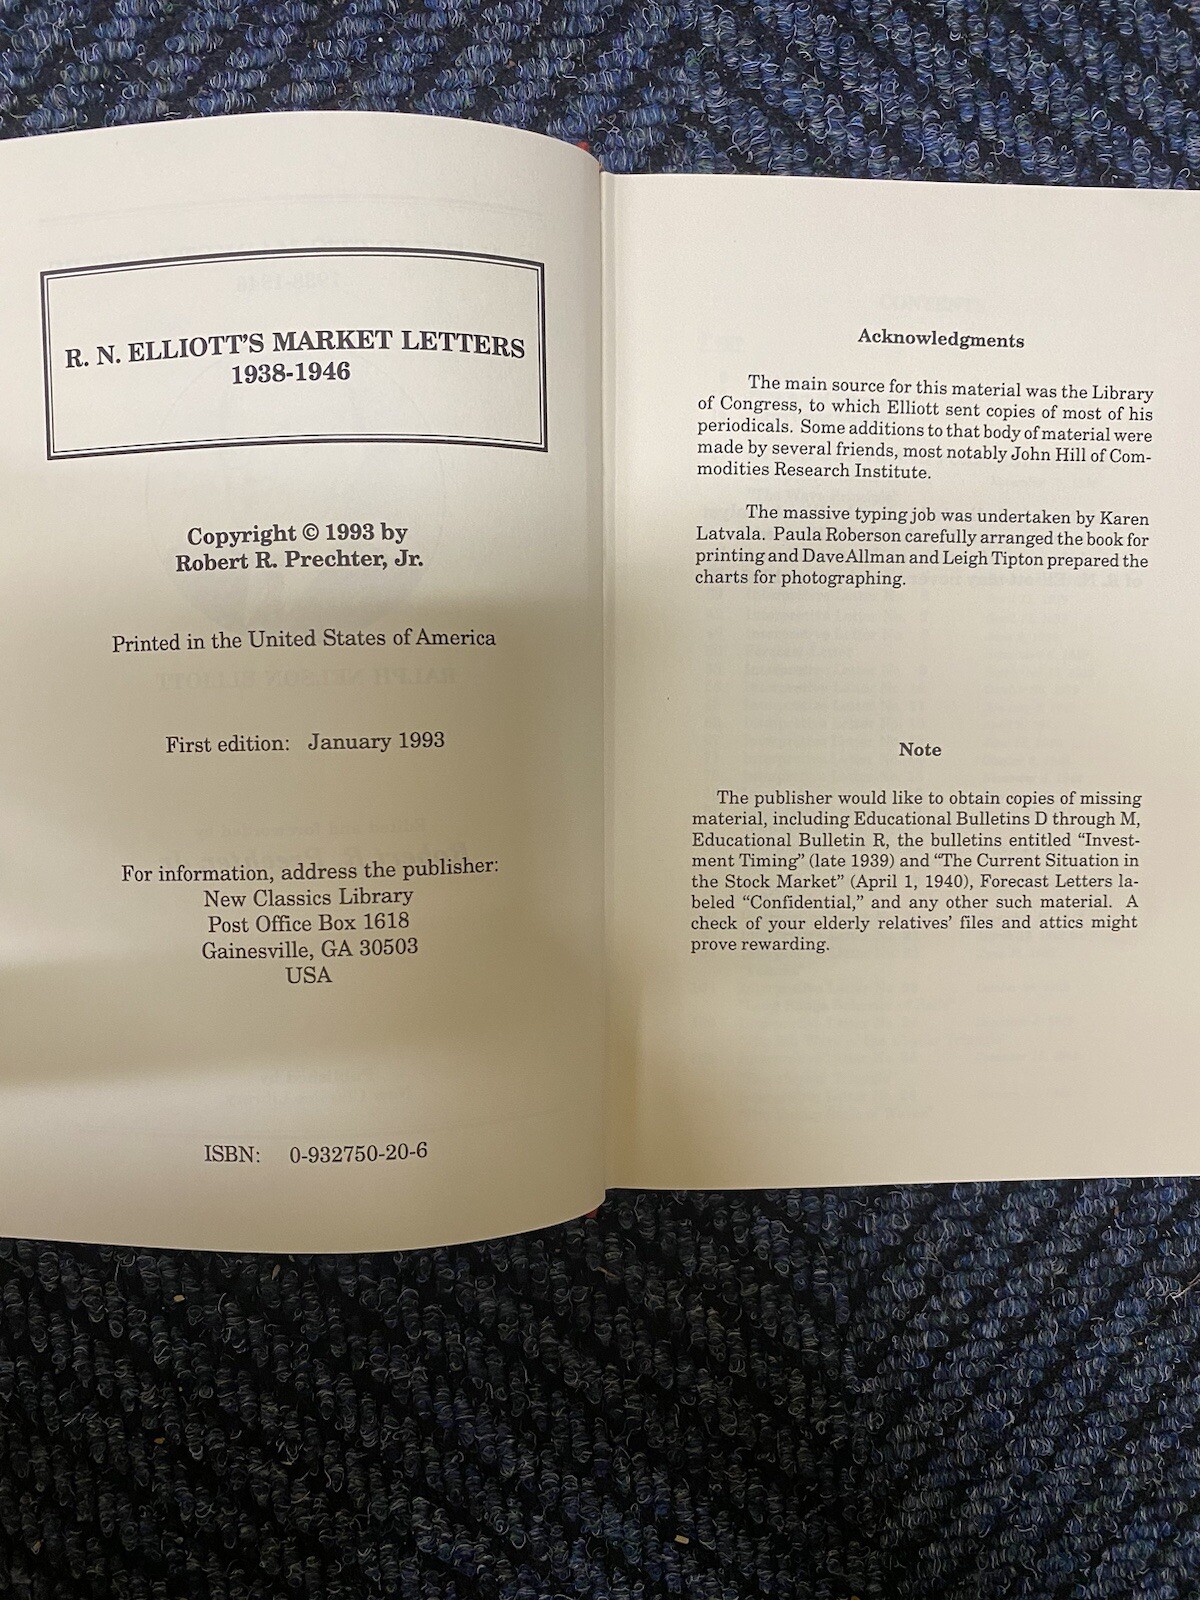 R. N. ELLIOTT'S MARKET LETTERS
1938-1946
Copyright © 1993 by
Robert R. Prechter, Jr.
Printed in the United States of America
First edition: January 1993
For information, address the publisher:
New Classics Library
Post Office Box 1618
Gainesville, GA 30503
USA
ISBN: 0-932750-20-6
Acknowledgments
The main source for this material was the Library
of Congress, to which Elliott sent copies of most of his
periodicals. Some additions to that body of material were
made by several friends, most notably John Hill of Com-
modities Research Institute.
The massive typing job was undertaken by Karen
Latvala. Paula Roberson carefully arranged the book for
printing and Dave Allman and Leigh Tipton prepared the
charts for photographing.
Note
The publisher would like to obtain copies of missing
material, including Educational Bulletins D through M,
Educational Bulletin R, the bulletins entitled "Invest-
ment Timing" (late 1939) and "The Current Situation in
the Stock Market" (April 1, 1940), Forecast Letters la-
beled "Confidential," and any other such material. A
check of your elderly relatives' files and attics might
prove rewarding.